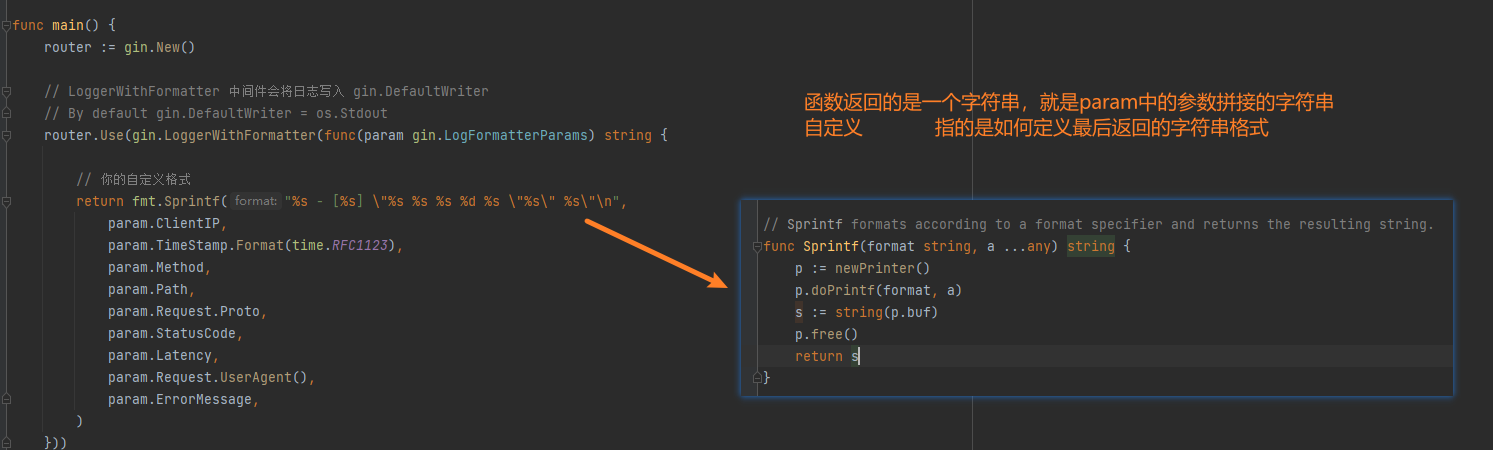 func main() {
router := gin.New()
// LoggerWithFormatter 中间件会将日志写入 gin.DefaultWriter
// By default gin.DefaultWriter = os.Stdout
router.Use(gin.LoggerWithFormatter(func(param gin.LogFormatterParams) string {
// 你的自定义格式
return fmt.Sprintf( format: "%s - [%s] \"%s %s %s %d %s \"%s\" %s\"\n",
param.ClientIP,
param.TimeStamp.Format(time.RFC1123),
param.Method,
param.Path,
param.Request.Proto,
param.StatusCode,
param.Latency,
param.Request.UserAgent(),
param.ErrorMessage,
)
}))
函数返回的是一个字符串，就是param中的参数拼接的字符串
自定义 指的是如何定义最后返回的字符串格式
// Sprintf formats according to a format specifier and returns the resulting string.
func Sprintf(format string, a ...any) string {
p := newPrinter()
p.doPrintf(format, a)
s := string(p.buf)
p.free()
return s
}